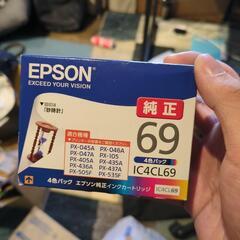 EPSON
EXCEED YOUR VISION
純正
目印は
「砂時計」
69
適合機種
PX-045A PX-046A
PX-047A PX-105
PX-405A PX-435A
PX-436A PX-437A
PX-505F PX-535F
4色パック
IC4CL69
4色パック エプソン純正インクカートリッジ
IC4CL69